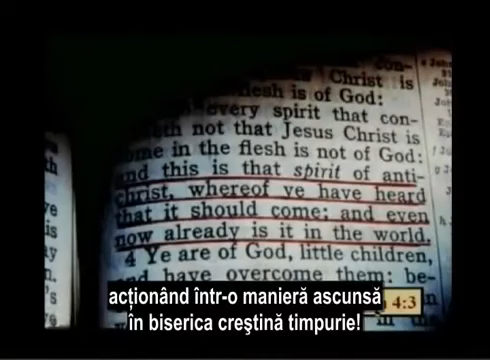 Christ is
flesh is of God:
every spirit that con-
not that Jesus Christ is
in the flesh is not of God:
and this is that spirit of anti-
christ, whereof ye have heard
that it should come; and even
now already is it in the world.
4 Ye are of God, little children,
have overcome them: be-
acţionând într-o manieră ascunsă
4:3
în biserica creştină timpurie!
in the